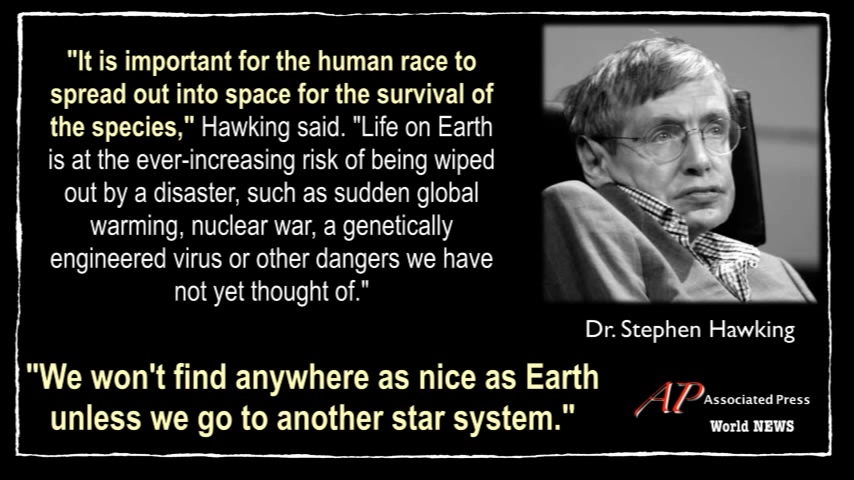 "It is important for the human race to
spread out into space for the survival of
the species," Hawking said. "Life on Earth
is at the ever-increasing risk of being wiped
out by a disaster, such as sudden global
warming, nuclear war, a genetically
engineered virus or other dangers we have
not yet thought of."
Dr. Stephen Hawking
"We won't find anywhere as nice as Earth
unless we go to another star system."
AP Associated Press
World NEWS